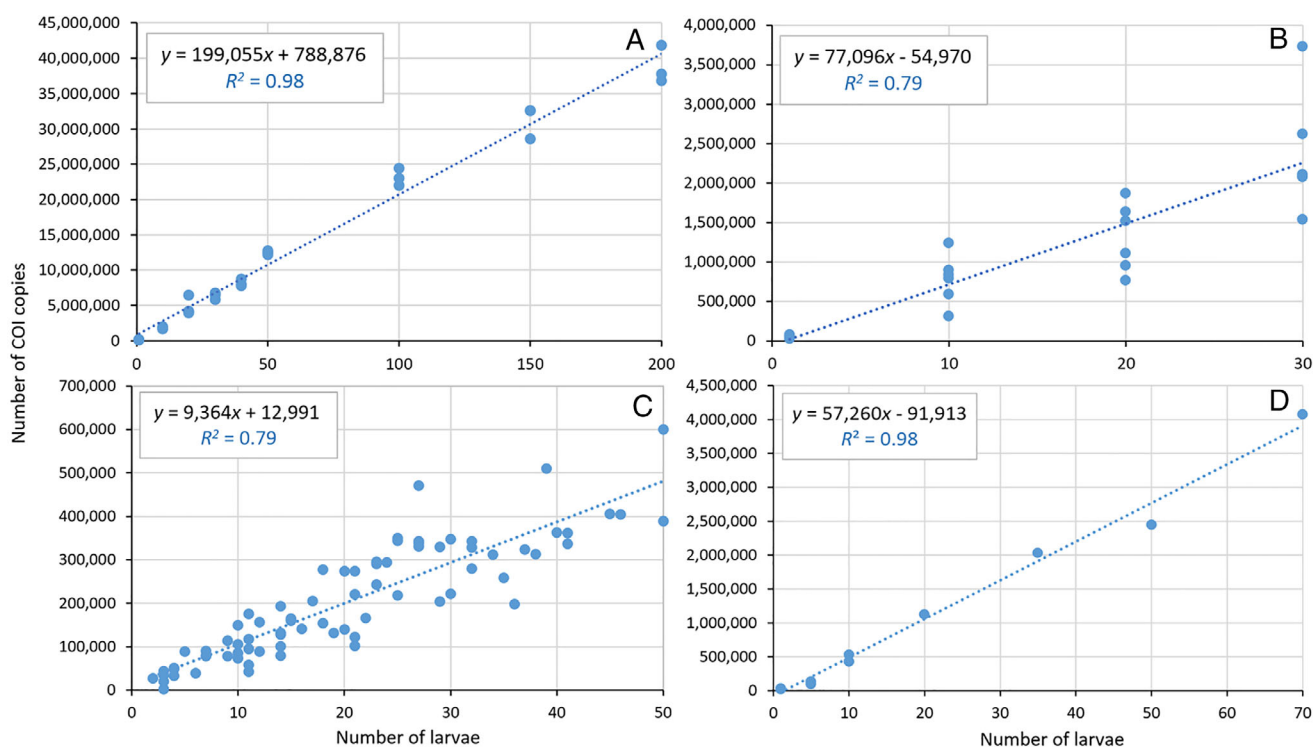 Number of COI copies
A
y = 199,055x + 788,876
R² = 0.98
45,000,000
40,000,000
35,000,000
30,000,000
25,000,000
20,000,000
15,000,000
10,000,000
5,000,000
0
0 50 100 150 200
B
y = 77,096x - 54,970
R² = 0.79
4,000,000
3,500,000
3,000,000
2,500,000
2,000,000
1,500,000
1,000,000
500,000
0
0 10 20 30
C
y = 9,364x + 12,991
R² = 0.79
700,000
600,000
500,000
400,000
300,000
200,000
100,000
0
0 10 20 30 40 50
Number of larvae
D
y = 57,260x - 91,913
R² = 0.98
4,500,000
4,000,000
3,500,000
3,000,000
2,500,000
2,000,000
1,500,000
1,000,000
500,000
0
0 10 20 30 40 50 60 70
Number of larvae